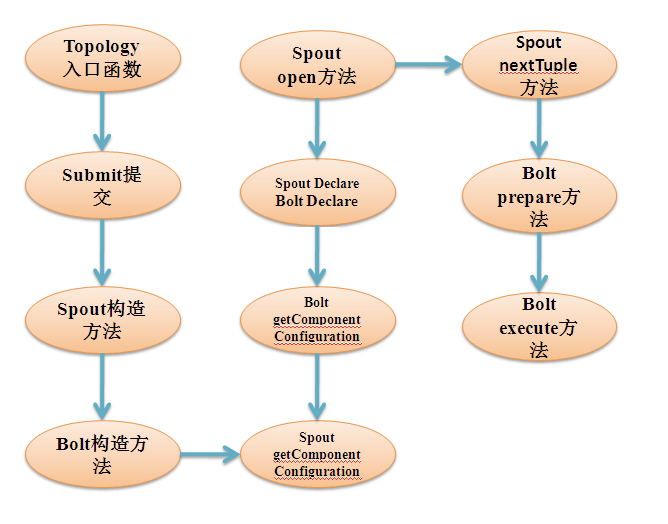 Topology
入口函数
Submit提
交
Spout构造
方法
Bolt构造方
法
Spout
open方法
Spout Declare
Bolt Declare
Bolt
getComponent
Configuration
Spout
getComponent
Configuration
Spout
nextTuple
方法
Bolt
prepare方
法
Bolt
execute方
法